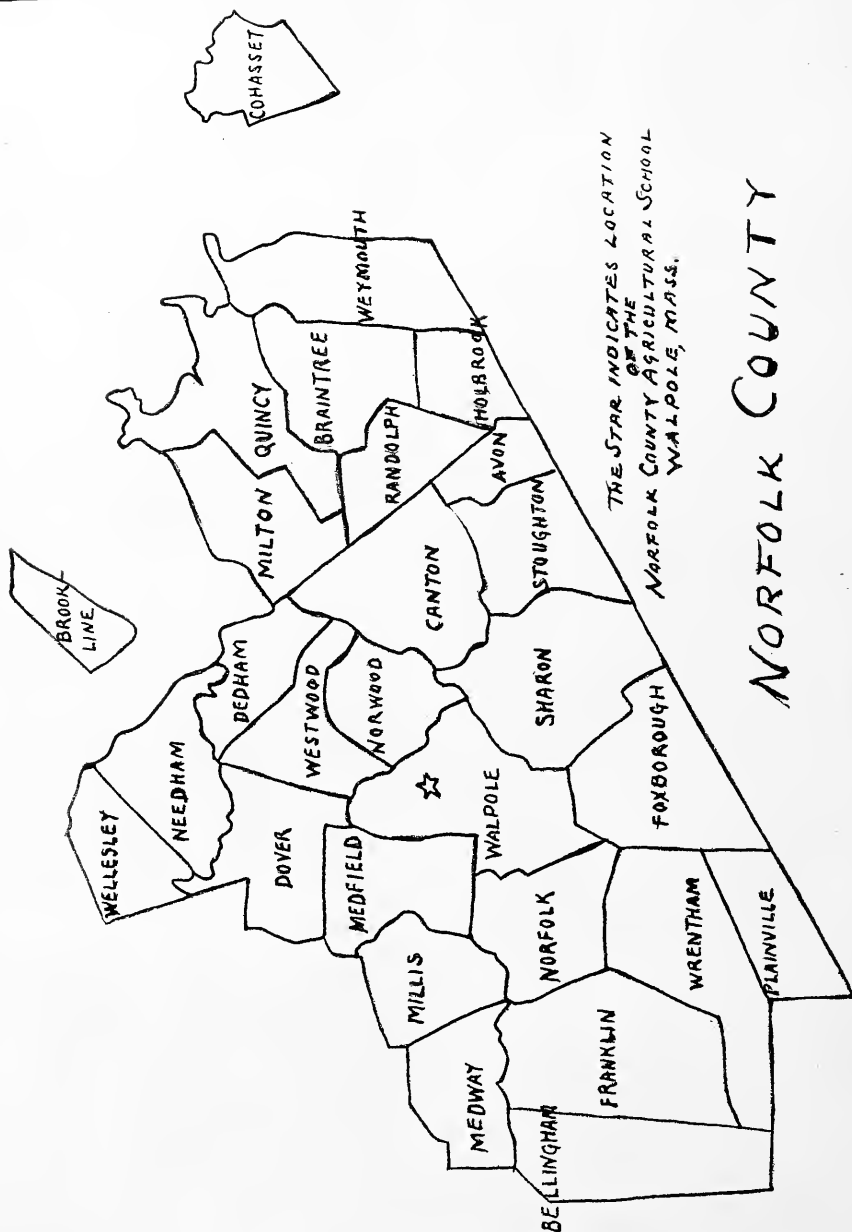 COHASSET
BROOK-
LINE
WEYMOUTH
QUINCY
BRAINTREE
HOLBROOK
MILTON
RANDOLPH
AVON
DEDHAM
CANTON
STOUGHTON
WELLESLEY
NEEDHAM
WESTWOOD
NORWOOD
SHARON
DOVER
WALPOLE
FOXBOROUGH
MEDFIELD
MILLIS
NORFOLK
WRENTHAM
PLAINVILLE
MEDWAY
FRANKLIN
BELLINGHAM
THE STAR INDICATES LOCATION
OF THE
NORFOLK COUNTY AGRICULTURAL SCHOOL
WALPOLE, MASS.
NORFOLK COUNTY